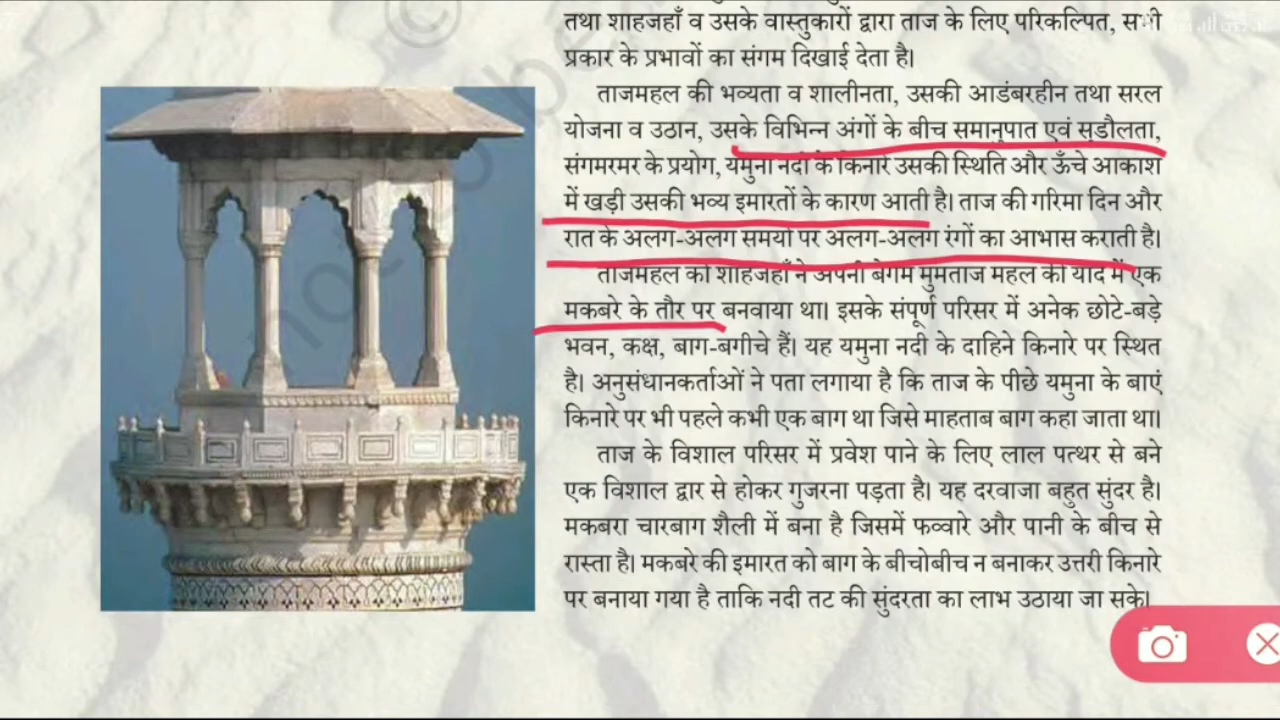 तथा शाहजहाँ व उसके वास्तुकारों द्वारा ताज के लिए परिकल्पित, सभी
प्रकार के प्रभावों का संगम दिखाई देता है।
ताजमहल की भव्यता व शालीनता, उसकी आडंबरहीन तथा सरल
योजना व उठान, उसके विभिन्न अंगों के बीच समानुपात एवं सुडौलता,
संगमरमर के प्रयोग, यमुना नदी के किनारे उसकी स्थिति और ऊँचे आकाश
में खड़ी उसकी भव्य इमारतों के कारण आती है। ताज की गरिमा दिन और
रात के अलग-अलग समयों पर अलग-अलग रंगों का आभास कराती है।
ताजमहल को शाहजहाँ ने अपनी बेगम मुमताज महल की याद में एक
मकबरे के तौर पर बनवाया था। इसके संपूर्ण परिसर में अनेक छोटे-बड़े
भवन, कक्ष, बाग-बगीचे हैं। यह यमुना नदी के दाहिने किनारे पर स्थित
है। अनुसंधानकर्ताओं ने पता लगाया है कि ताज के पीछे यमुना के बाएं
किनारे पर भी पहले कभी एक बाग था जिसे माहताब बाग कहा जाता था।
ताज के विशाल परिसर में प्रवेश पाने के लिए लाल पत्थर से बने
एक विशाल द्वार से होकर गुजरना पड़ता है। यह दरवाजा बहुत सुंदर है।
मकबरा चारबाग शैली में बना है जिसमें फव्वारे और पानी के बीच से
रास्ता है। मकबरे की इमारत को बाग के बीचोबीच न बनाकर उत्तरी किनारे
पर बनाया गया है ताकि नदी तट की सुंदरता का लाभ उठाया जा सके।